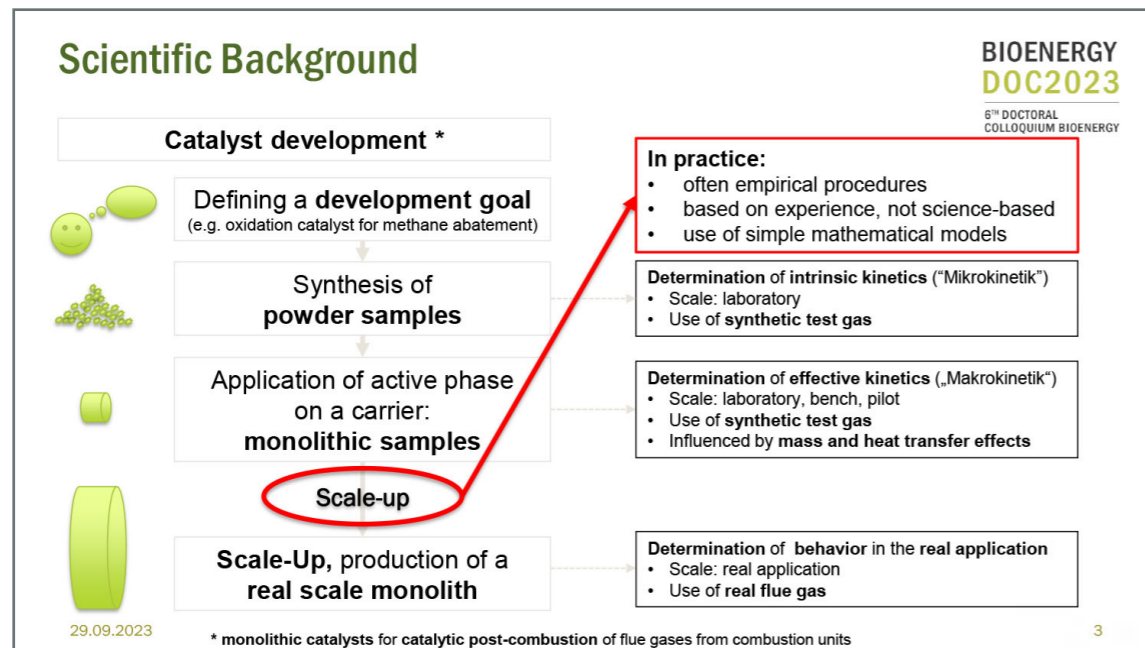 Scientific Background
BIOENERGY
DOC2023
6TH DOCTORAL
COLLOQUIUM BIOENERGY
Catalyst development *
Defining a development goal
(e.g. oxidation catalyst for methane abatement)
In practice:
• often empirical procedures
• based on experience, not science-based
• use of simple mathematical models
Synthesis of
powder samples
Determination of intrinsic kinetics (“Mikrokinetik”)
• Scale: laboratory
• Use of synthetic test gas
Application of active phase
on a carrier:
monolithic samples
Determination of effective kinetics („Makrokinetik“)
• Scale: laboratory, bench, pilot
• Use of synthetic test gas
• Influenced by mass and heat transfer effects
Scale-up
Scale-Up, production of a
real scale monolith
Determination of behavior in the real application
• Scale: real application
• Use of real flue gas
29.09.2023
* monolithic catalysts for catalytic post-combustion of flue gases from combustion units
3